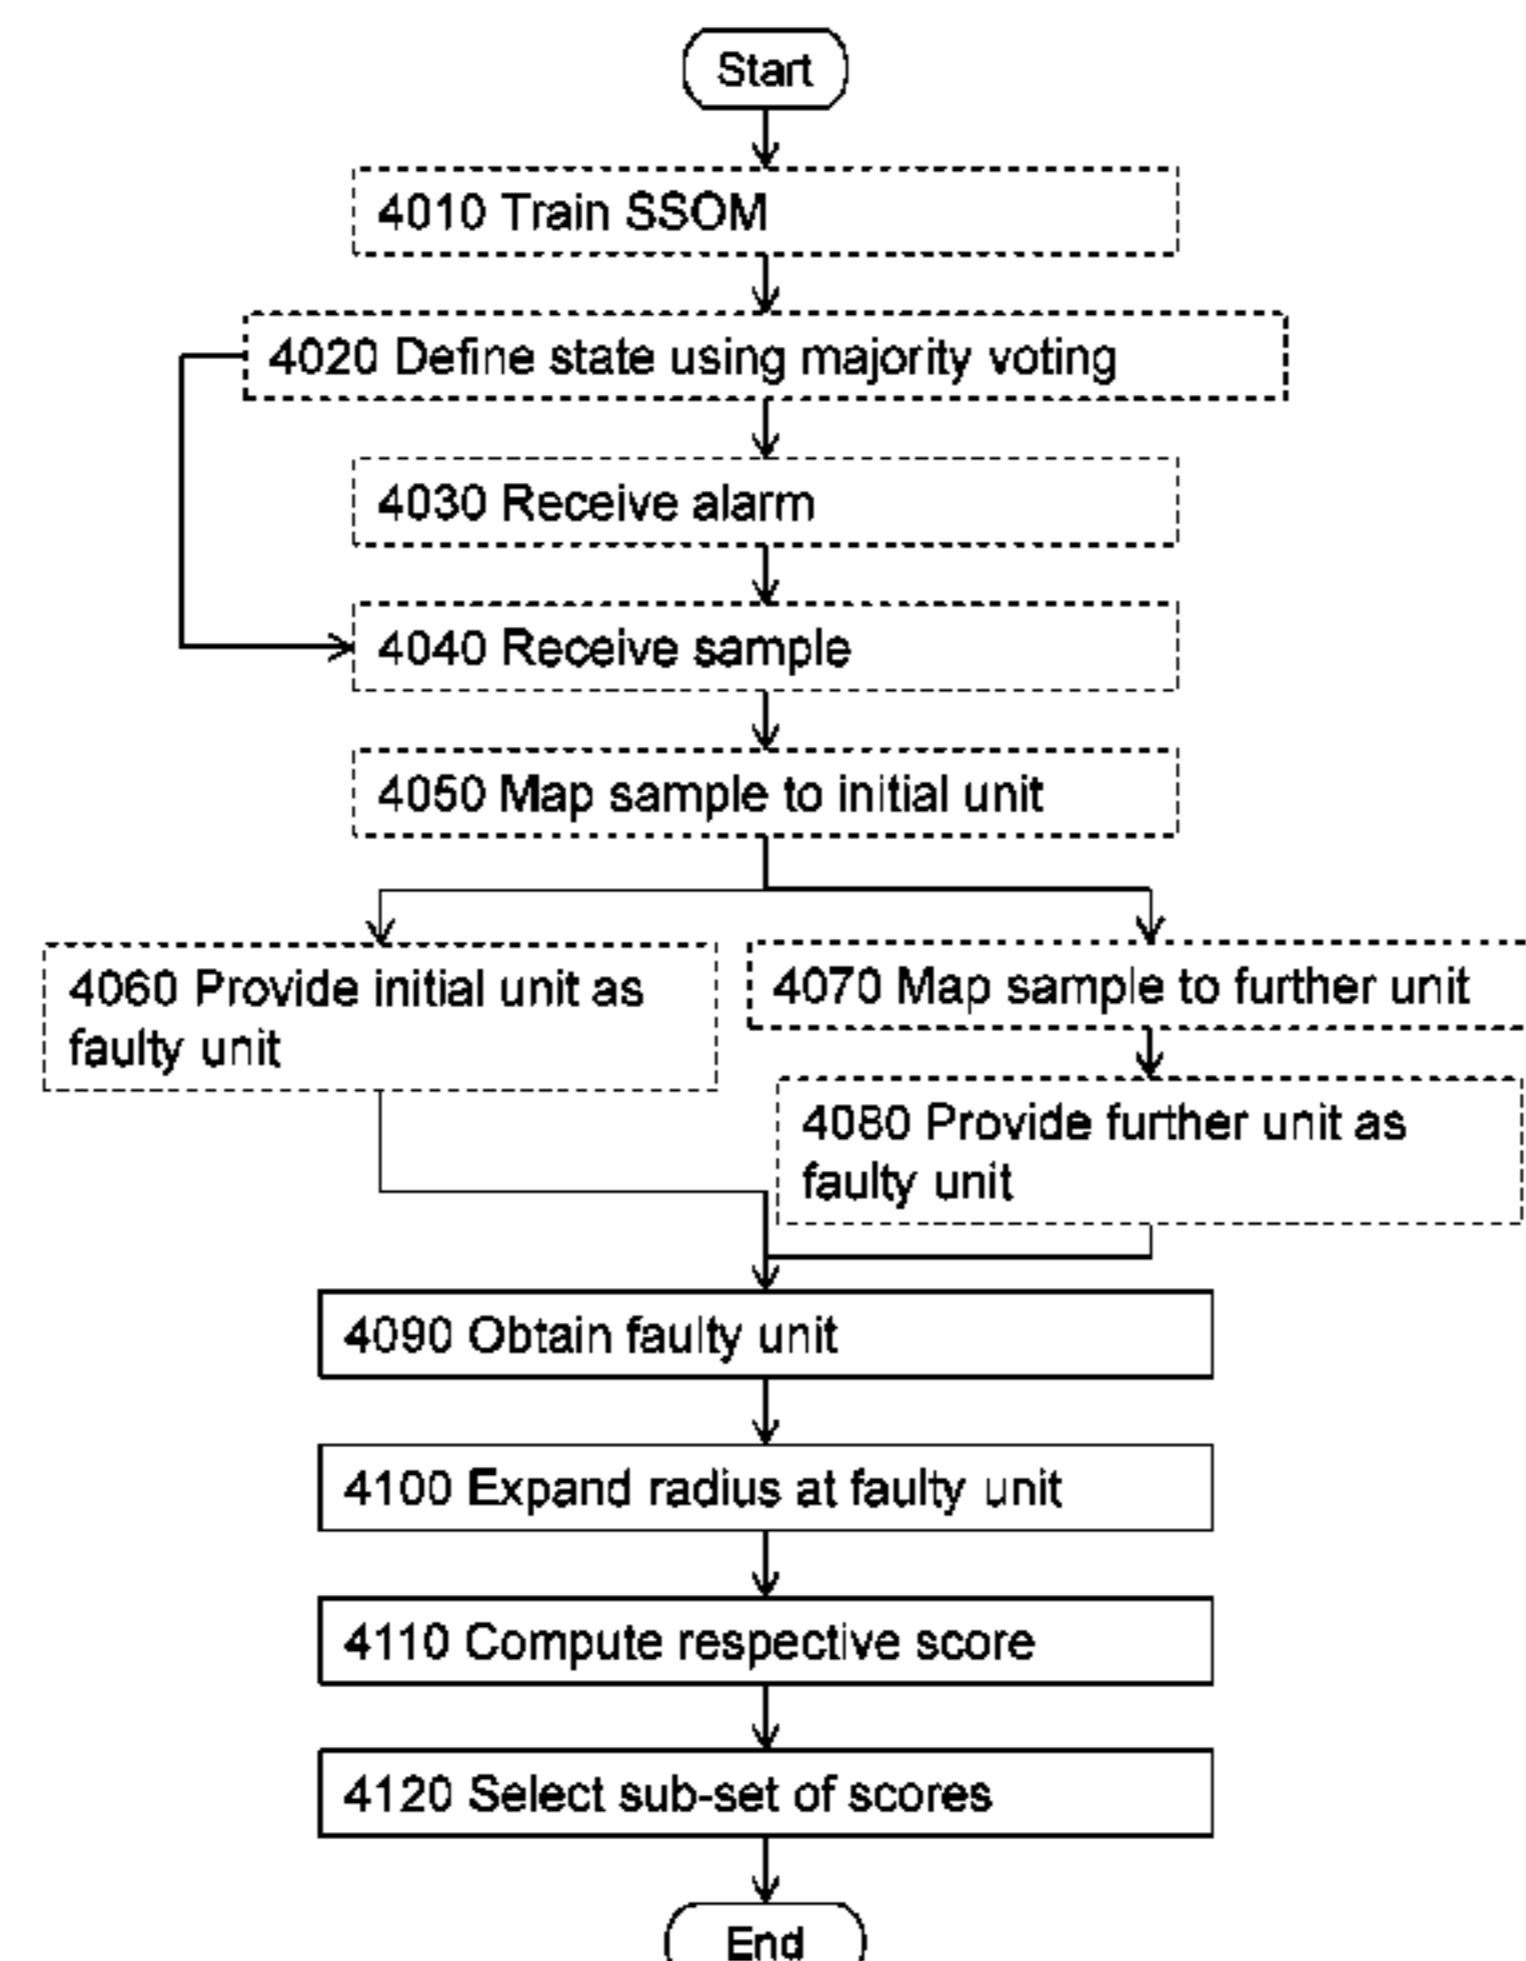 Start
4010 Train SSOM
4020 Define state using majority voting
4030 Receive alarm
4040 Receive sample
4050 Map sample to initial unit
4060 Provide initial unit as
faulty unit
4070 Map sample to further unit
4080 Provide further unit as
faulty unit
4090 Obtain faulty unit
4100 Expand radius at faulty unit
4110 Compute respective score
4120 Select sub-set of scores
End